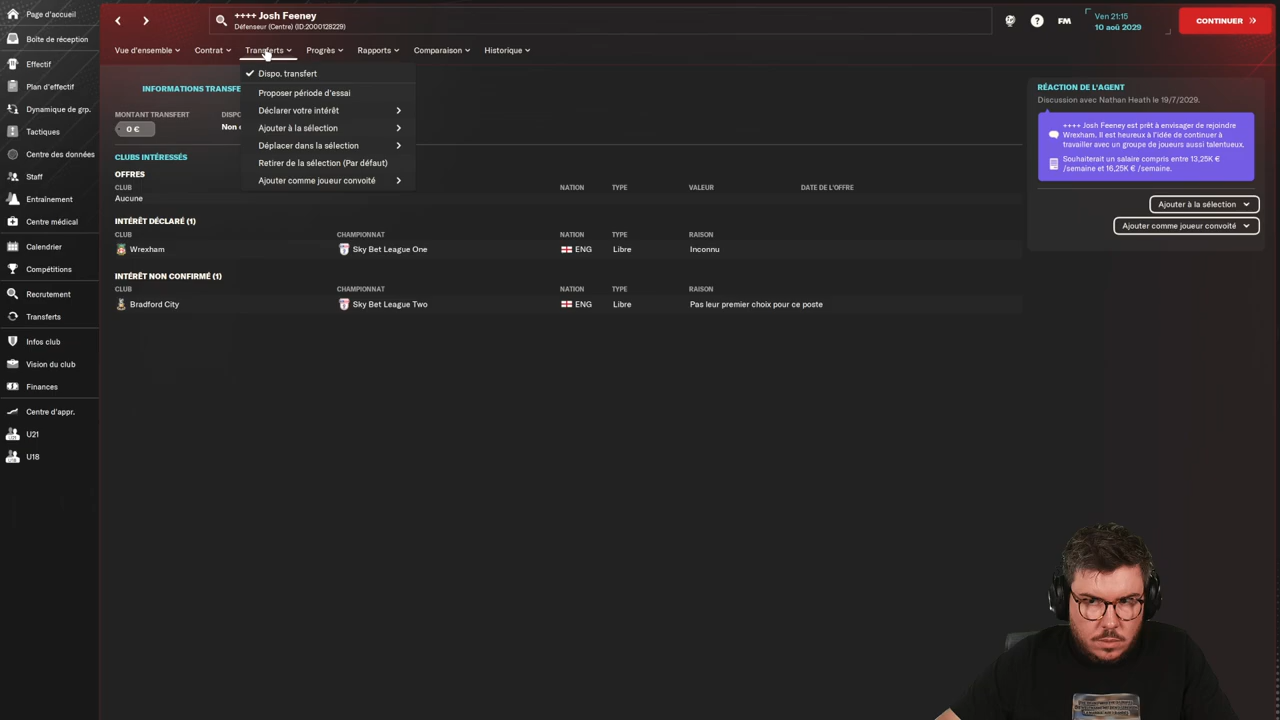 Page d'accueil
Boîte de réception
Effectif
Plan d'effectif
Dynamique de grp.
Tactiques
Centre des données
Staff
Entraînement
Centre médical
Calendrier
Compétitions
Recrutement
Transferts
Infos club
Vision du club
Finances
Centre d'appr.
U21
U18
++++ Josh Feeney
Défenseur (Centre) (ID:2000128229)
FM
Ven 21:15
10 aoû 2029
CONTINUER
Vue d'ensemble
Contrat
Transferts
Progrès
Rapports
Comparaison
Historique
Dispo. transfert
Proposer période d'essai
Déclarer votre intérêt
Ajouter à la sélection
Déplacer dans la sélection
Retirer de la sélection (Par défaut)
Ajouter comme joueur convoité
INFORMATIONS TRANSFE
MONTANT TRANSFERT
DISPO
0 €
Non
CLUBS INTÉRESSÉS
OFFRES
CLUB NATION TYPE VALEUR DATE DE L'OFFRE
Aucune
INTÉRÊT DÉCLARÉ (1)
CLUB CHAMPIONNAT NATION TYPE RAISON
Wrexham Sky Bet League One ENG Libre Inconnu
INTÉRÊT NON CONFIRMÉ (1)
CLUB CHAMPIONNAT NATION TYPE RAISON
Bradford City Sky Bet League Two ENG Libre Pas leur premier choix pour ce poste
RÉACTION DE L'AGENT
Discussion avec Nathan Heath le 19/7/2029.
++++ Josh Feeney est prêt à envisager de rejoindre
Wrexham. Il est heureux à l'idée de continuer à
travailler avec un groupe de joueurs aussi talentueux.
Souhaiterait un salaire compris entre 13,25K €
/semaine et 16,25K € /semaine.
Ajouter à la sélection
Ajouter comme joueur convoité